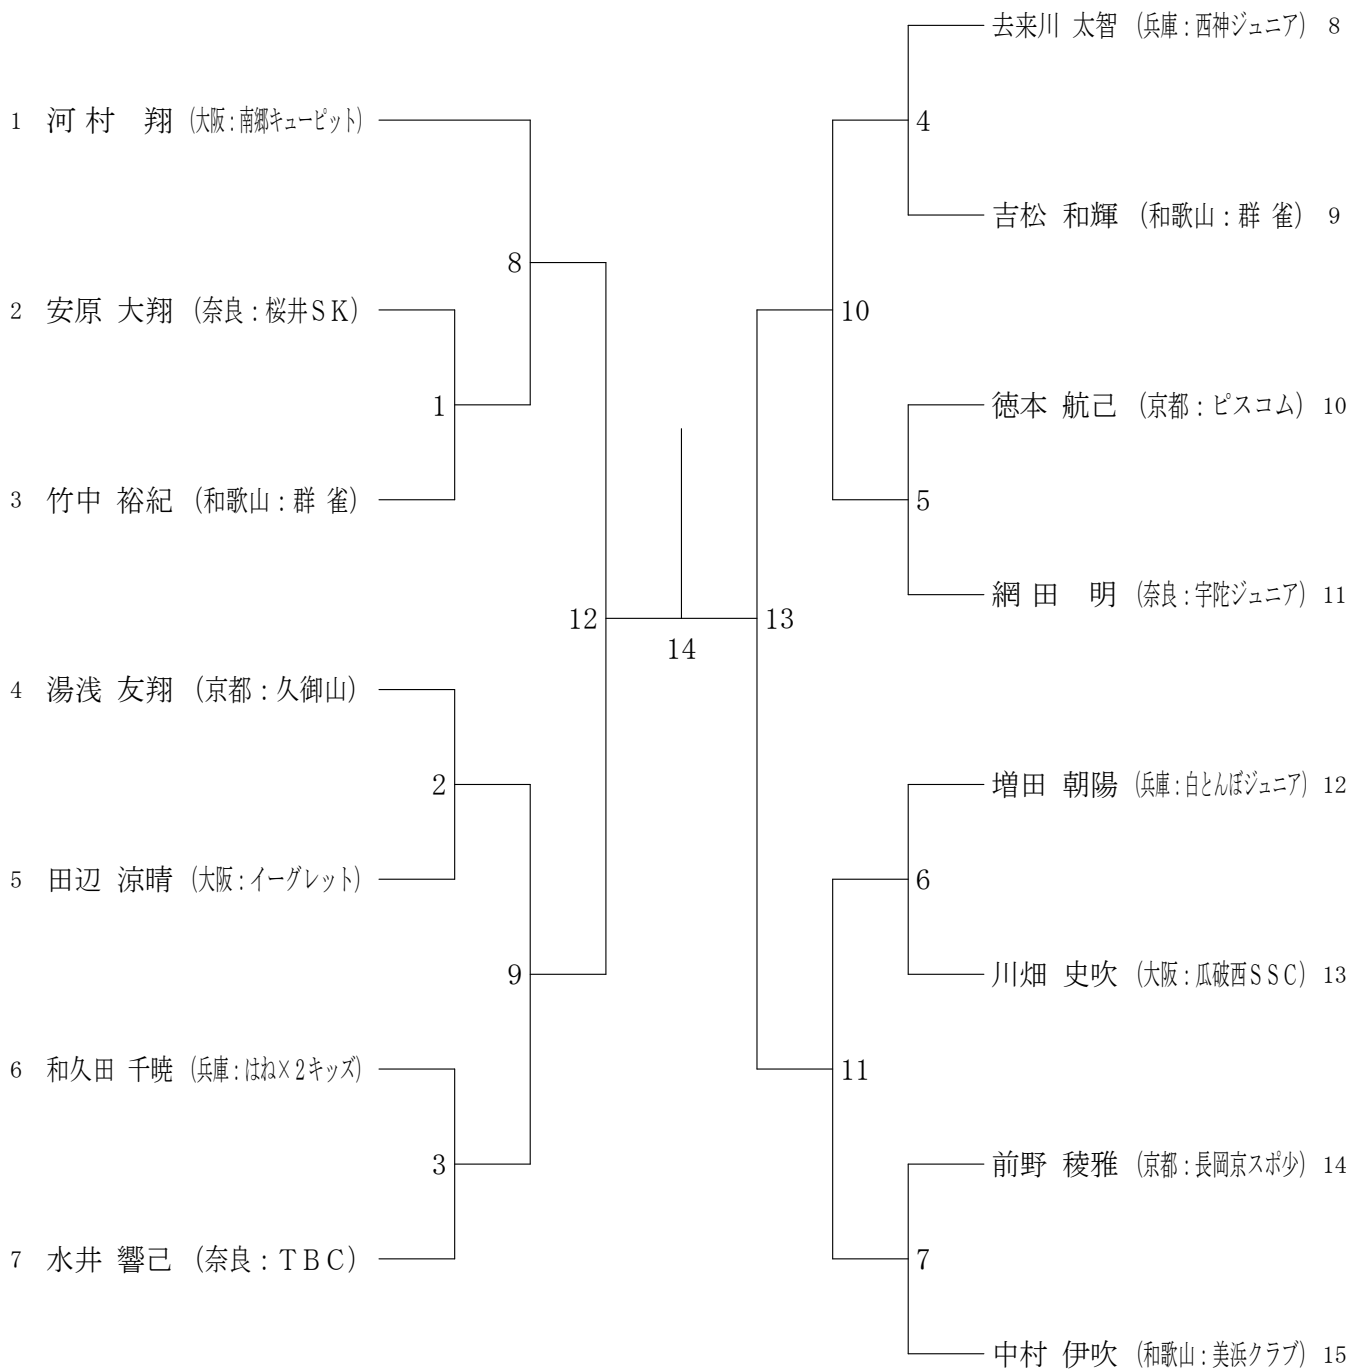 1 河村 翔 (大阪：南郷キューピット)
2 安原 大翔 (奈良：桜井ＳＫ)
3 竹中 裕紀 (和歌山：群 雀)
4 湯浅 友翔 (京都：久御山)
5 田辺 涼晴 (大阪：イーグレット)
6 和久田 千暁 (兵庫：はね×2キッズ)
7 水井 響己 (奈良：ＴＢＣ)
1
2
3
8
9
12
14
13
10
11
4
5
6
7
去来川 太智 (兵庫：西神ジュニア) 8
吉松 和輝 (和歌山：群 雀) 9
徳本 航己 (京都：ピスコム) 10
網田 明 (奈良：宇陀ジュニア) 11
増田 朝陽 (兵庫：白とんぼジュニア) 12
川畑 史吹 (大阪：瓜破西ＳＳＣ) 13
前野 稜雅 (京都：長岡京スポ少) 14
中村 伊吹 (和歌山：美浜クラブ) 15